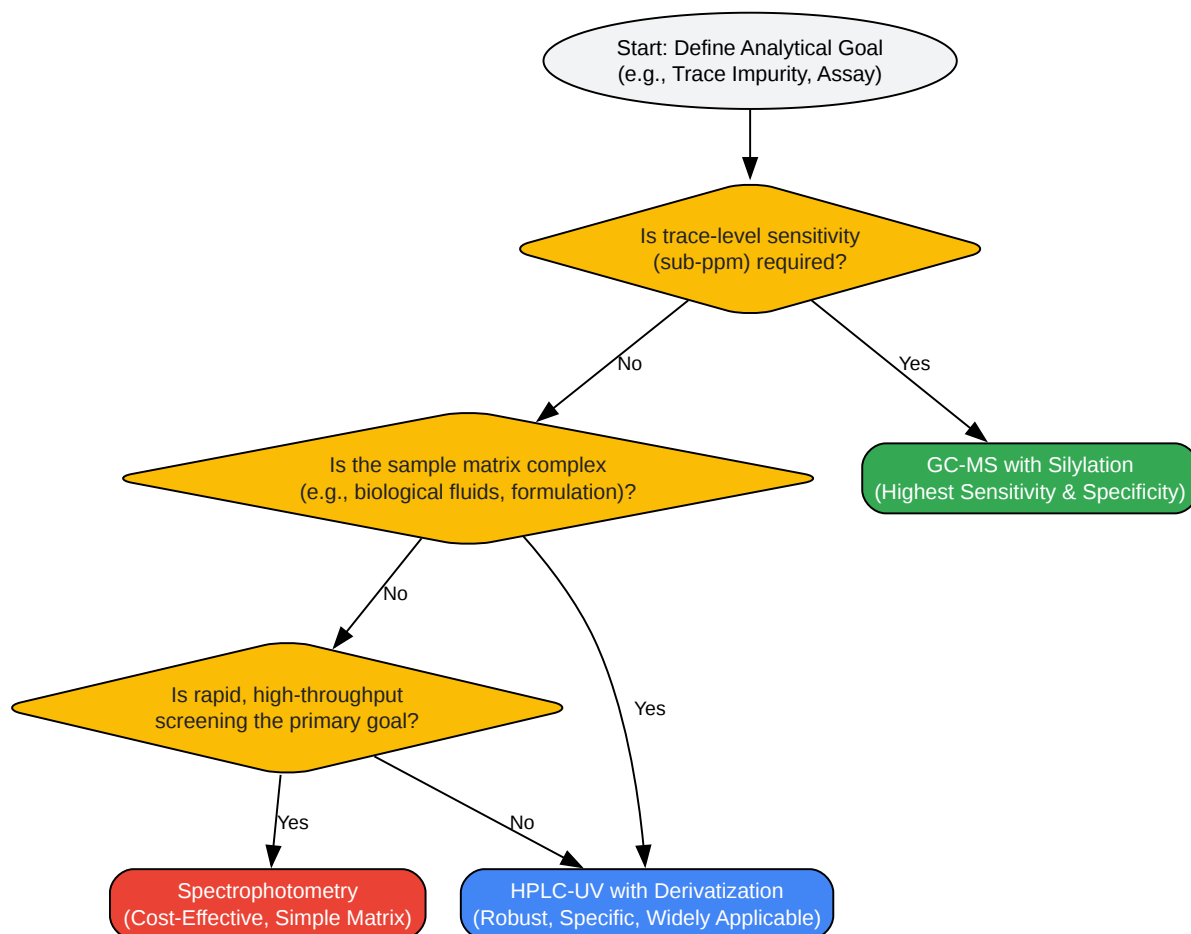 Start: Define Analytical Goal
(e.g., Trace Impurity, Assay)
Is trace-level sensitivity
(sub-ppm) required?
No
Yes
Is the sample matrix complex
(e.g., biological fluids, formulation)?
GC-MS with Silylation
(Highest Sensitivity & Specificity)
No
Yes
Is rapid, high-throughput
screening the primary goal?
Yes
No
Spectrophotometry
(Cost-Effective, Simple Matrix)
HPLC-UV with Derivatization
(Robust, Specific, Widely Applicable)